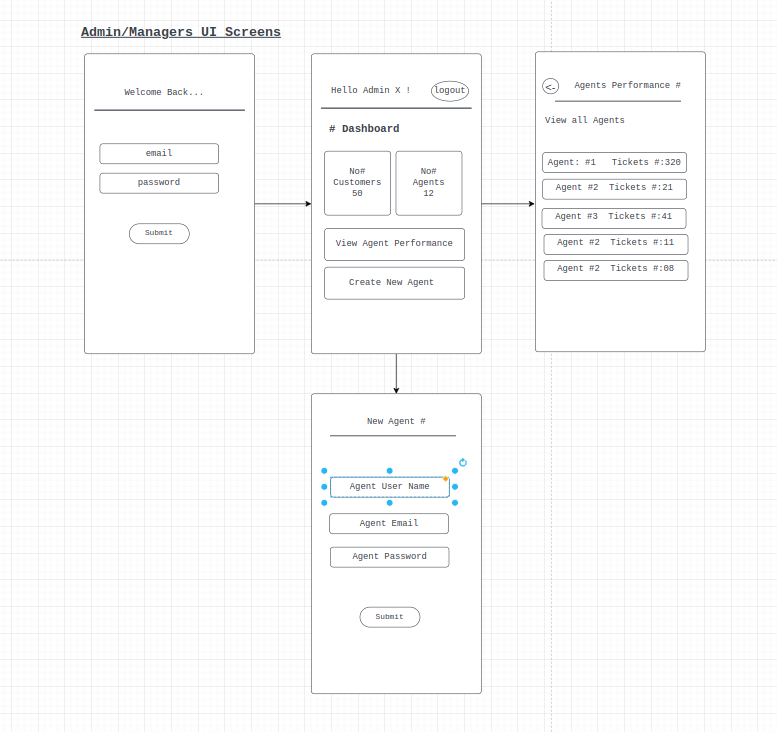 Admin/Managers UI Screens
Welcome Back...
email
password
Submit
Hello Admin X !
logout
# Dashboard
No#
Customers
50
No#
Agents
12
View Agent Performance
Create New Agent
<-
Agents Performance #
View all Agents
Agent: #1 Tickets #:320
Agent #2 Tickets #:21
Agent #3 Tickets #:41
Agent #2 Tickets #:11
Agent #2 Tickets #:08
New Agent #
Agent User Name
Agent Email
Agent Password
Submit